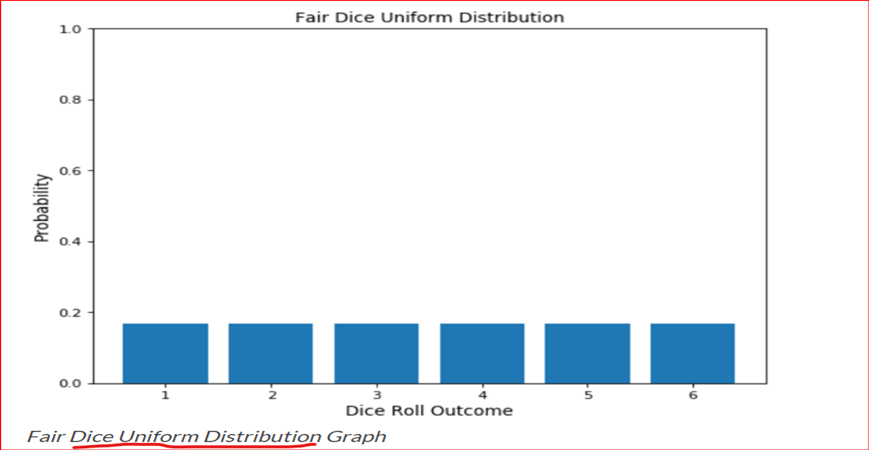 Fair Dice Uniform Distribution
1.0
0.8
0.6
0.4
0.2
0.0
Probability
1 2 3 4 5 6
Dice Roll Outcome
Fair Dice Uniform Distribution Graph